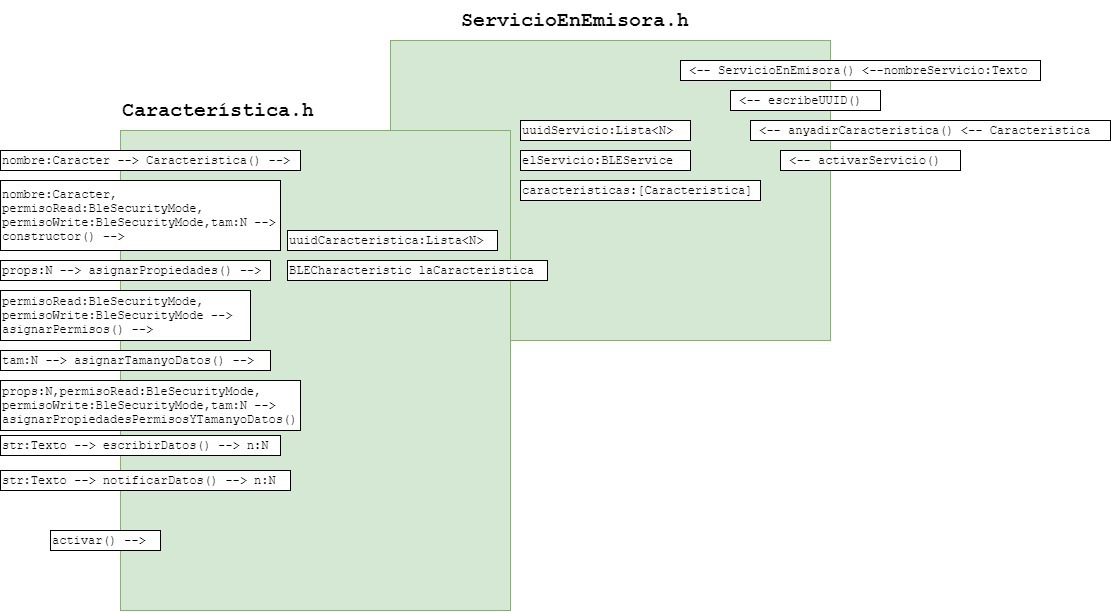 ServicioEnEmisora.h
<-- ServicioEnEmisora() <--nombreServicio:Texto
<-- escribeUUID()
uuidServicio:Lista<N>
<-- anyadirCaracteristica() <-- Caracteristica
elServicio:BLEService
<-- activarServicio()
caracteristicas:[Caracteristica]
Característica.h
nombre:Caracter --> Caracteristica() -->
nombre:Caracter,
permisoRead:BleSecurityMode,
permisoWrite:BleSecurityMode,tam:N -->
constructor() -->
uuidCaracteristica:Lista<N>
props:N --> asignarPropiedades() -->
BLECharacteristic laCaracteristica
permisoRead:BleSecurityMode,
permisoWrite:BleSecurityMode -->
asignarPermisos() -->
tam:N --> asignarTamanyoDatos() -->
props:N,permisoRead:BleSecurityMode,
permisoWrite:BleSecurityMode,tam:N -->
asignarPropiedadesPermisosYTamanyoDatos()
str:Texto --> escribirDatos() --> n:N
str:Texto --> notificarDatos() --> n:N
activar() -->